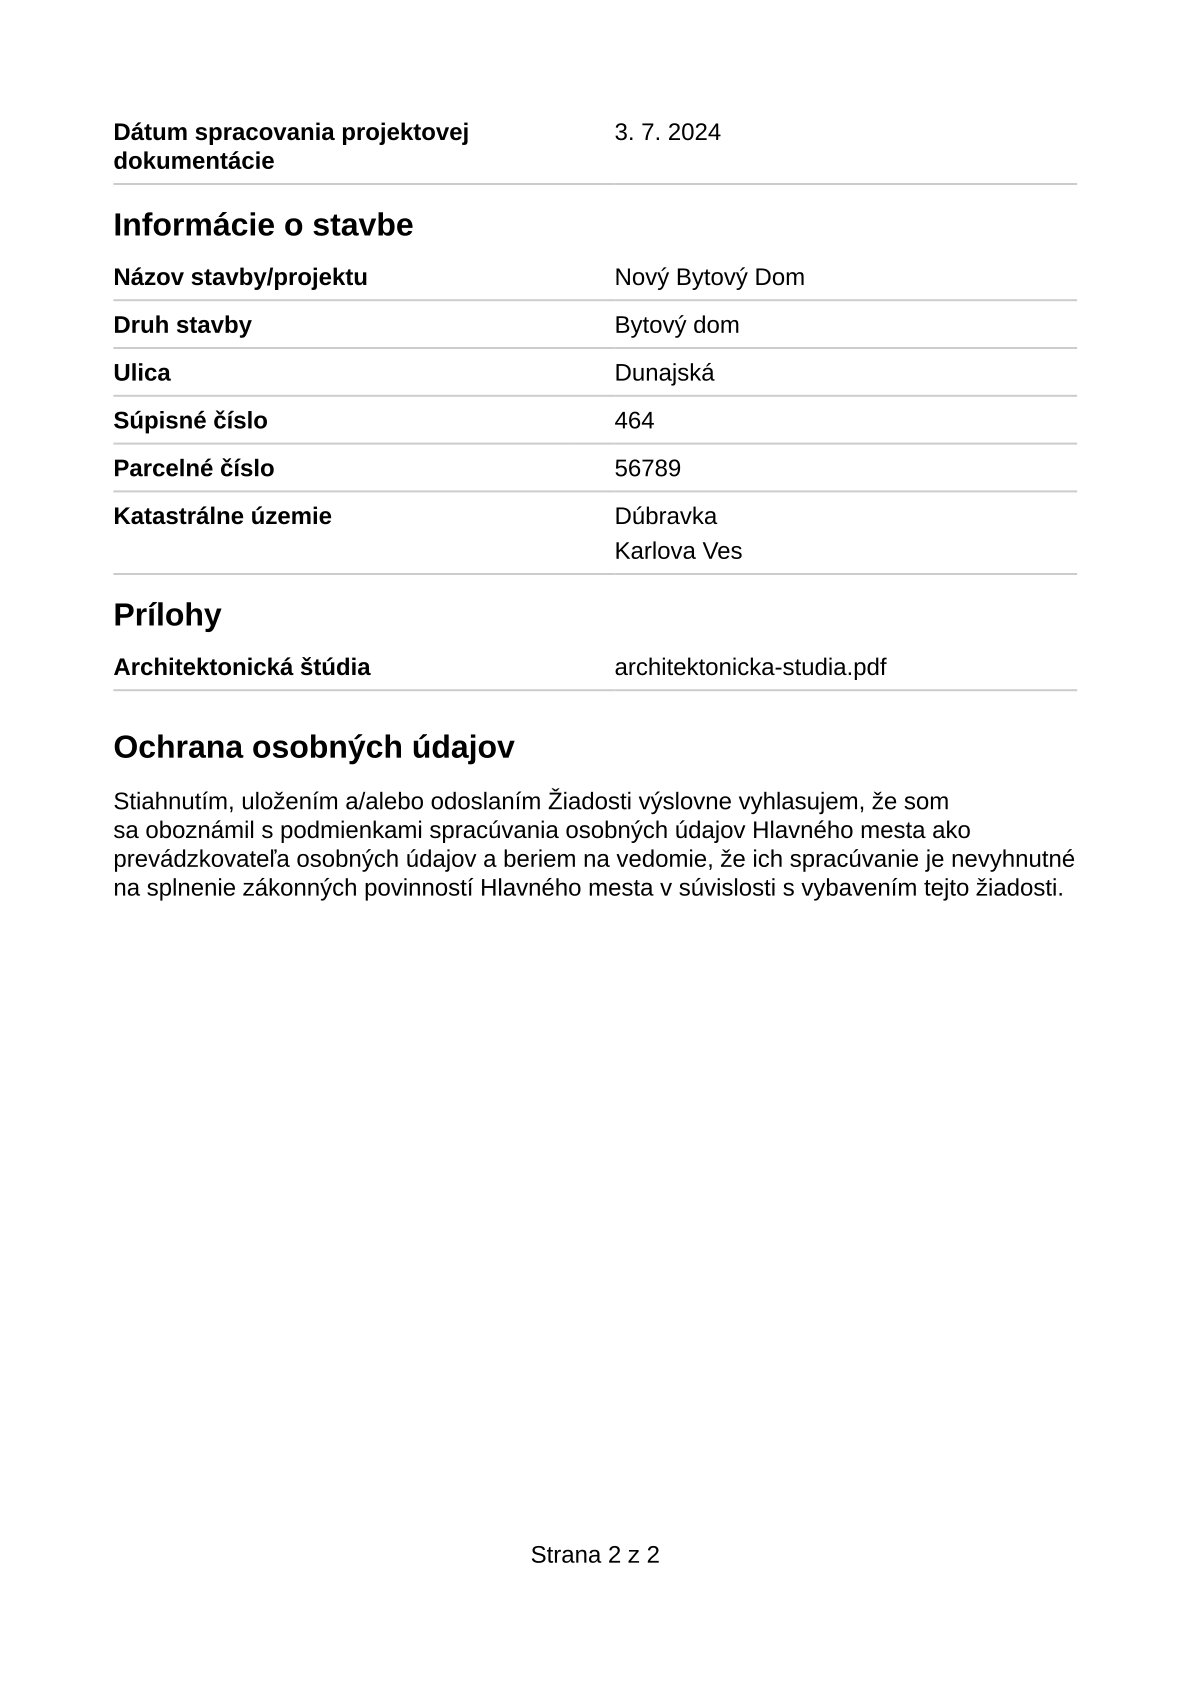 Dátum spracovania projektovej 3. 7. 2024
dokumentácie
Informácie o stavbe
Názov stavby/projektu Nový Bytový Dom
Druh stavby Bytový dom
Ulica Dunajská
Súpisné číslo 464
Parcelné číslo 56789
Katastrálne územie Dúbravka
Karlova Ves
Prílohy
Architektonická štúdia architektonicka-studia.pdf
Ochrana osobných údajov
Stiahnutím, uložením a/alebo odoslaním Žiadosti výslovne vyhlasujem, že som
sa oboznámil s podmienkami spracúvania osobných údajov Hlavného mesta ako
prevádzkovateľa osobných údajov a beriem na vedomie, že ich spracúvanie je nevyhnutné
na splnenie zákonných povinností Hlavného mesta v súvislosti s vybavením tejto žiadosti.
Strana 2 z 2